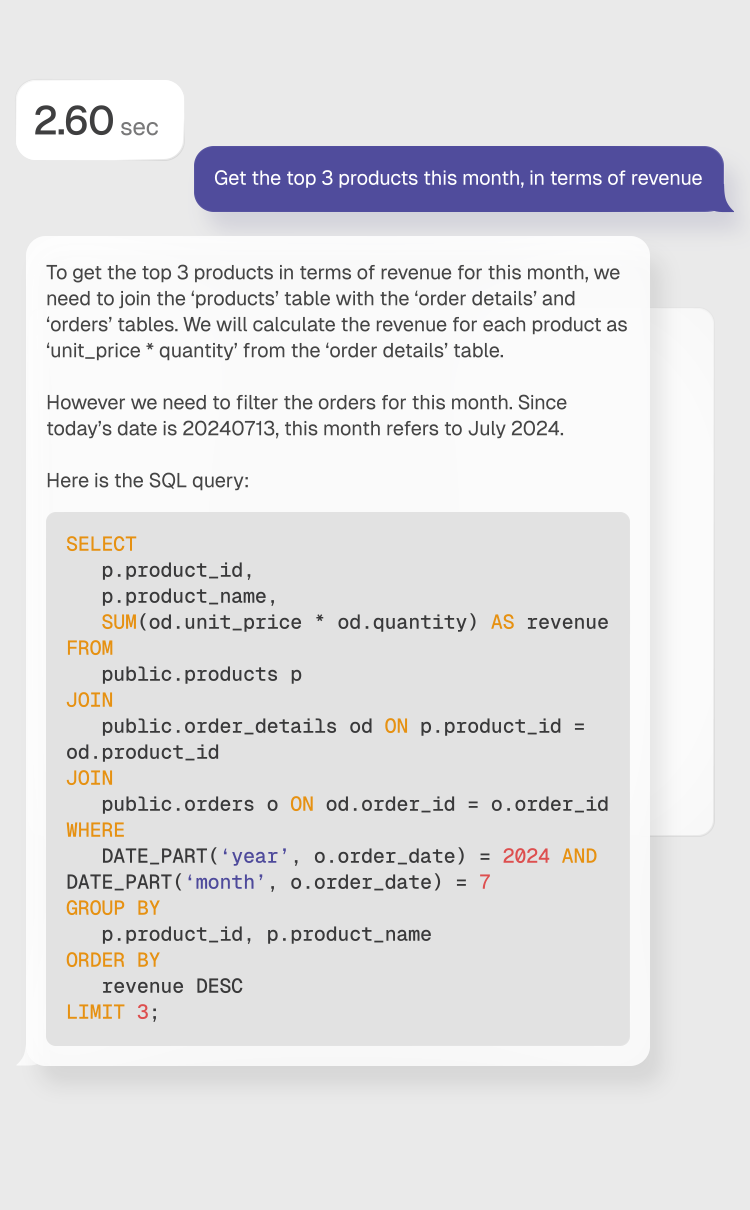 2.60 sec
Get the top 3 products this month, in terms of revenue
To get the top 3 products in terms of revenue for this month, we
need to join the ‘products’ table with the ‘order details’ and
‘orders’ tables. We will calculate the revenue for each product as
‘unit_price * quantity’ from the ‘order details’ table.
However we need to filter the orders for this month. Since
today’s date is 20240713, this month refers to July 2024.
Here is the SQL query:
SELECT
p.product_id,
p.product_name,
SUM(od.unit_price * od.quantity) AS revenue
FROM
public.products p
JOIN
public.order_details od ON p.product_id =
od.product_id
JOIN
public.orders o ON od.order_id = o.order_id
WHERE
DATE_PART(‘year’, o.order_date) = 2024 AND
DATE_PART(‘month’, o.order_date) = 7
GROUP BY
p.product_id, p.product_name
ORDER BY
revenue DESC
LIMIT 3;